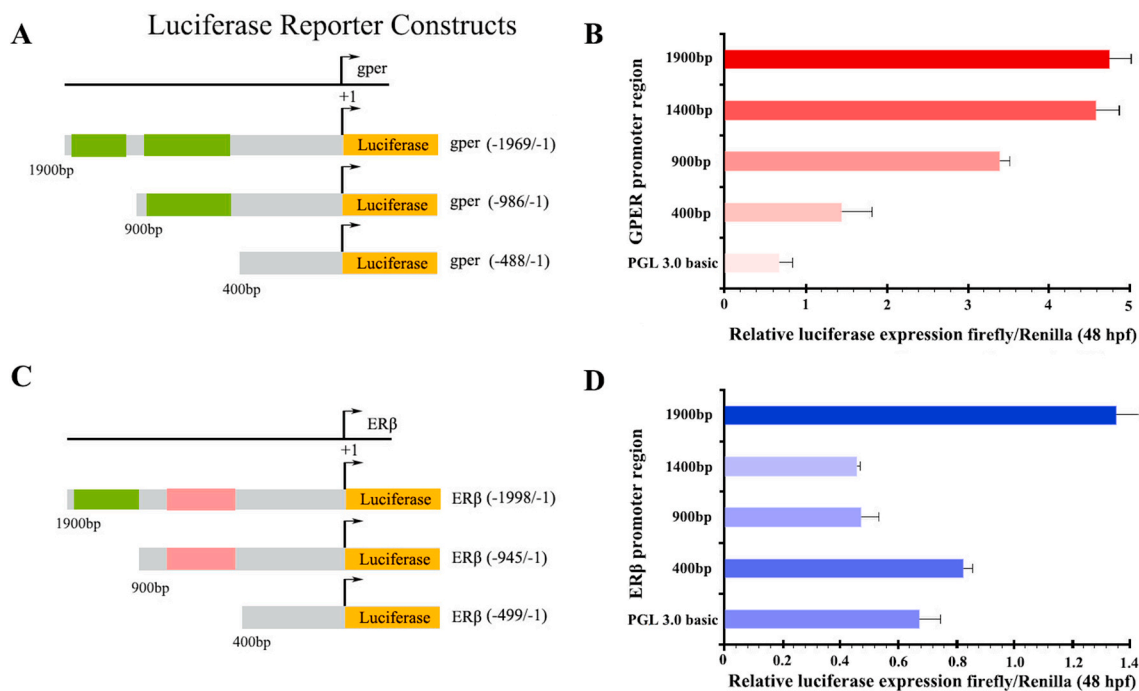 Luciferase Reporter Constructs
A
gper
+1
Luciferase
gper (-1969/-1)
1900bp
Luciferase
gper (-986/-1)
900bp
Luciferase
gper (-488/-1)
400bp
B
GPER promoter region
1900bp
1400bp
900bp
400bp
PGL 3.0 basic
0 1 2 3 4 5
Relative luciferase expression firefly/Renilla (48 hpf)
C
ERβ
+1
Luciferase
ERβ (-1998/-1)
1900bp
Luciferase
ERβ (-945/-1)
900bp
Luciferase
ERβ (-499/-1)
400bp
D
ERβ promoter region
1900bp
1400bp
900bp
400bp
PGL 3.0 basic
0 0.2 0.4 0.6 0.8 1.0 1.2 1.4
Relative luciferase expression firefly/Renilla (48 hpf)